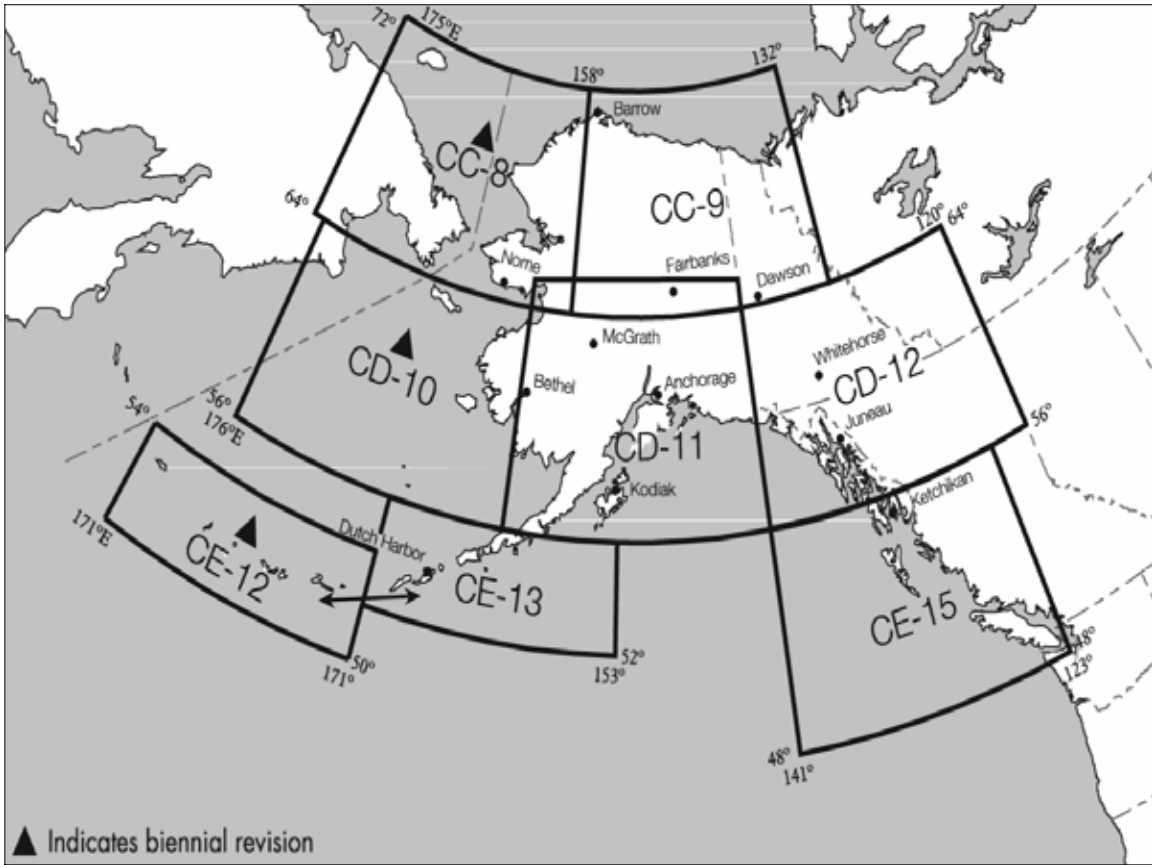 72° 175°E
158°
132°
Barrow
CC-8
CC-9
64°
120° 64°
Nome
Fairbanks
Dawson
McGrath
Whitehorse
CD-10
CD-12
Bethel
Anchorage
56°
176°E
54°
Juneau
56°
CD-11
Kodiak
Ketchikan
171°E
Dutch Harbor
CE-12
CE-13
CE-15
50°
171°
52°
153°
48°
123°
48°
141°
Indicates biennial revision